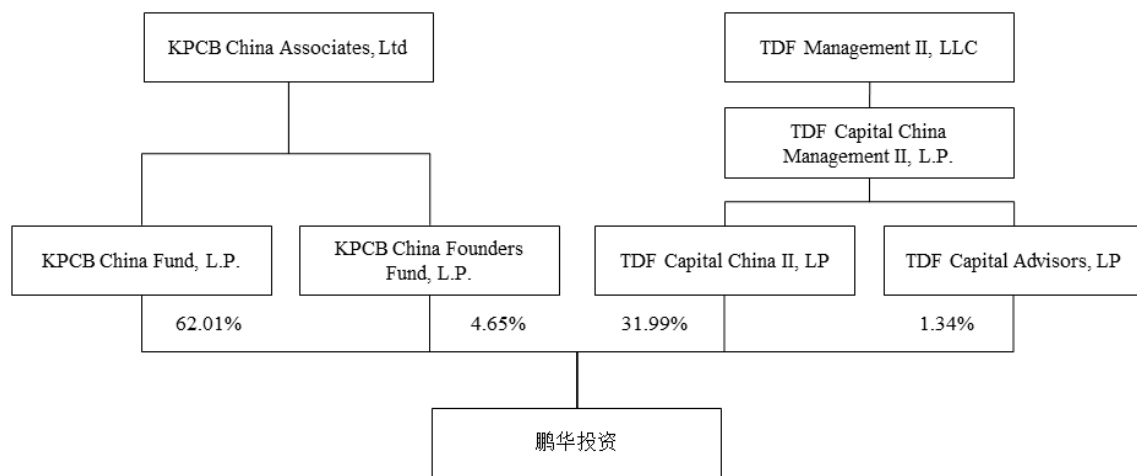 KPCB China Associates, Ltd
TDF Management II, LLC
TDF Capital China
Management II, L.P.
KPCB China Fund, L.P.
KPCB China Founders
Fund, L.P.
TDF Capital China II, LP
TDF Capital Advisors, LP
62.01%
4.65%
31.99%
1.34%
鹏华投资